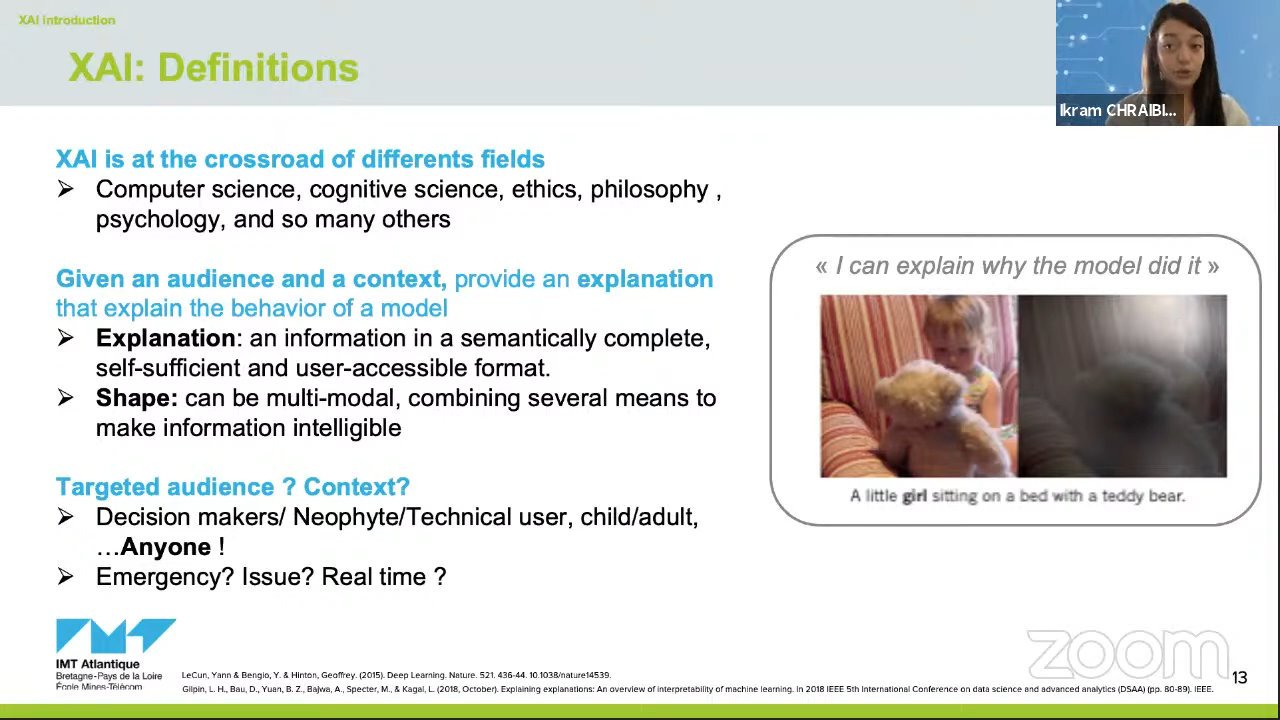 XAI Introduction
XAI: Definitions
Ikram CHRAIBI...
XAI is at the crossroad of differents fields
➢ Computer science, cognitive science, ethics, philosophy ,
psychology, and so many others
Given an audience and a context, provide an explanation
that explain the behavior of a model
➢ Explanation: an information in a semantically complete,
self-sufficient and user-accessible format.
➢ Shape: can be multi-modal, combining several means to
make information intelligible
Targeted audience ? Context?
➢ Decision makers/ Neophyte/Technical user, child/adult,
…Anyone !
➢ Emergency? Issue? Real time ?
« I can explain why the model did it »
A little girl sitting on a bed with a teddy bear.
IMT Atlantique
Bretagne-Pays de la Loire
École Mines-Télécom
LeCun, Yann & Bengio, Y. & Hinton, Geoffrey. (2015). Deep Learning. Nature. 521. 436-44. 10.1038/nature14539.
Gilpin, L. H., Bau, D., Yuan, B. Z., Bajwa, A., Specter, M., & Kagal, L. (2018, October). Explaining explanations: An overview of interpretability of machine learning. In 2018 IEEE 5th International Conference on data science and advanced analytics (DSAA) (pp. 80-89). IEEE.
zoom
13